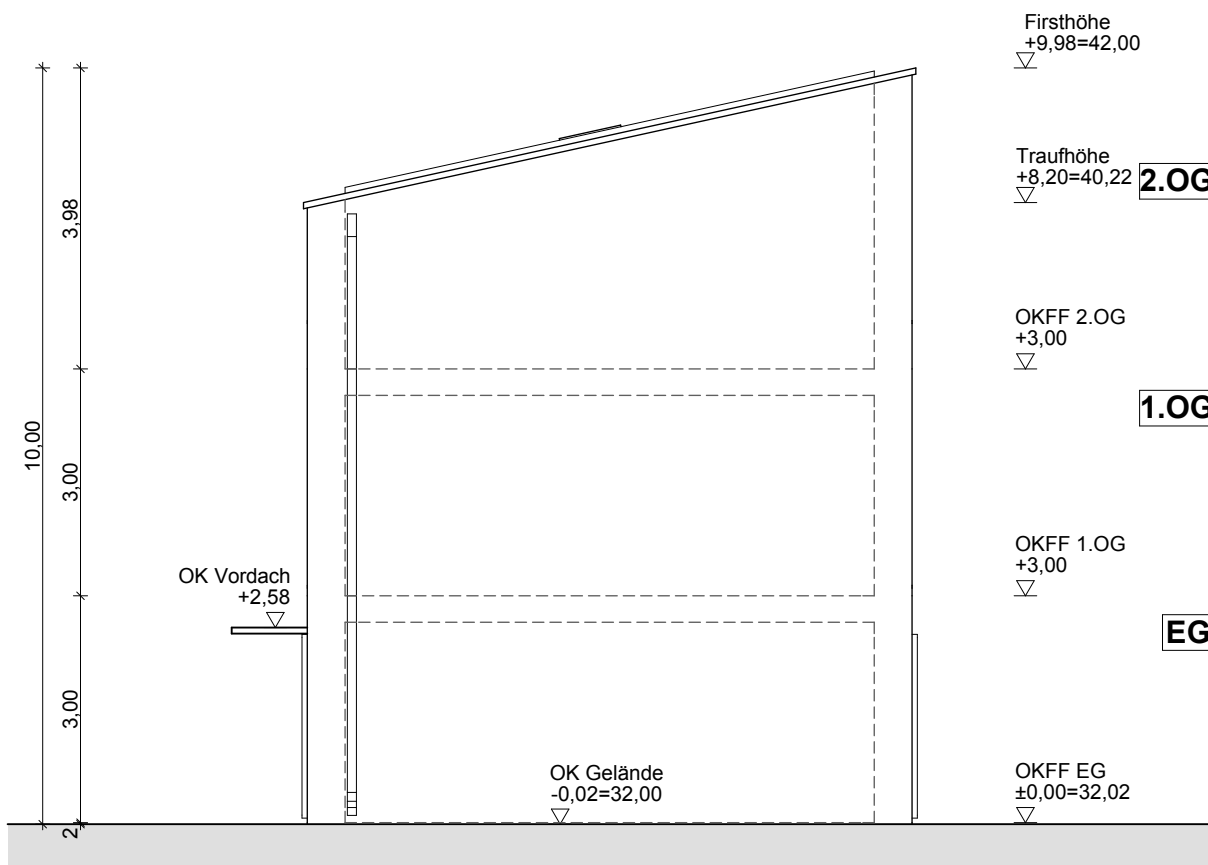 Firsthöhe
+9,98=42,00
Traufhöhe
+8,20=40,22
2.OG
3,98
OKFF 2.OG
+3,00
1.OG
10,00
3,00
OKFF 1.OG
+3,00
OK Vordach
+2,58
EG
3,00
OK Gelände
-0,02=32,00
OKFF EG
±0,00=32,02
2